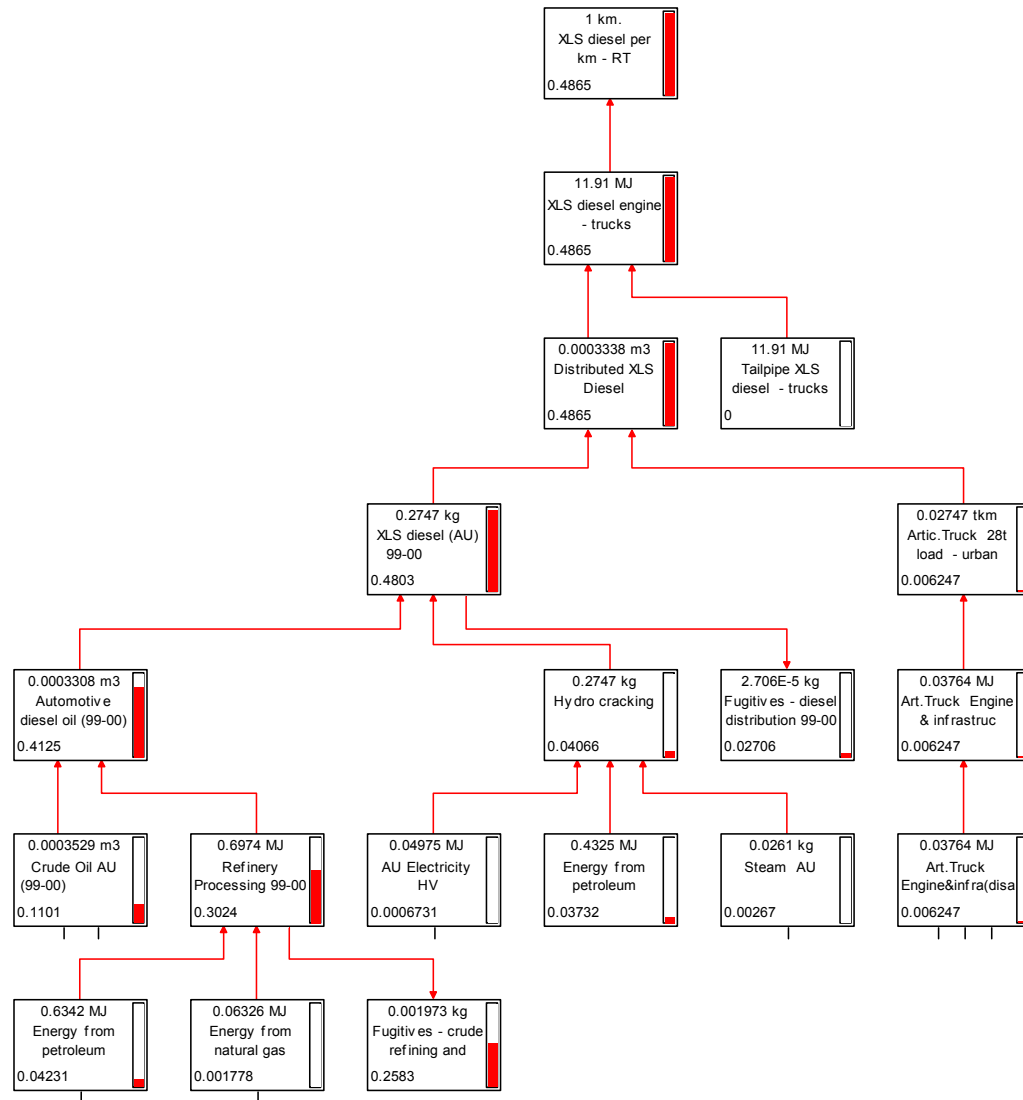 1 km.
XLS diesel per
km - RT
0.4865
11.91 MJ
XLS diesel engine
- trucks
0.4865
0.0003338 m3
Distributed XLS
Diesel
0.4865
11.91 MJ
Tailpipe XLS
diesel - trucks
0
0.2747 kg
XLS diesel (AU)
99-00
0.4803
0.02747 tkm
Artic.Truck 28t
load - urban
0.006247
0.0003308 m3
Automotive
diesel oil (99-00)
0.4125
0.2747 kg
Hydro cracking
0.04066
2.706E-5 kg
Fugitives - diesel
distribution 99-00
0.02706
0.03764 MJ
Art.Truck Engine
& infrastruc
0.006247
0.0003529 m3
Crude Oil AU
(99-00)
0.1101
0.6974 MJ
Refinery
Processing 99-00
0.3024
0.04975 MJ
AU Electricity
HV
0.0006731
0.4325 MJ
Energy from
petroleum
0.03732
0.0261 kg
Steam AU
0.00267
0.03764 MJ
Art.Truck
Engine&infra(disa
0.006247
0.6342 MJ
Energy from
petroleum
0.04231
0.06326 MJ
Energy from
natural gas
0.001778
0.001973 kg
Fugitives - crude
refining and
0.2583